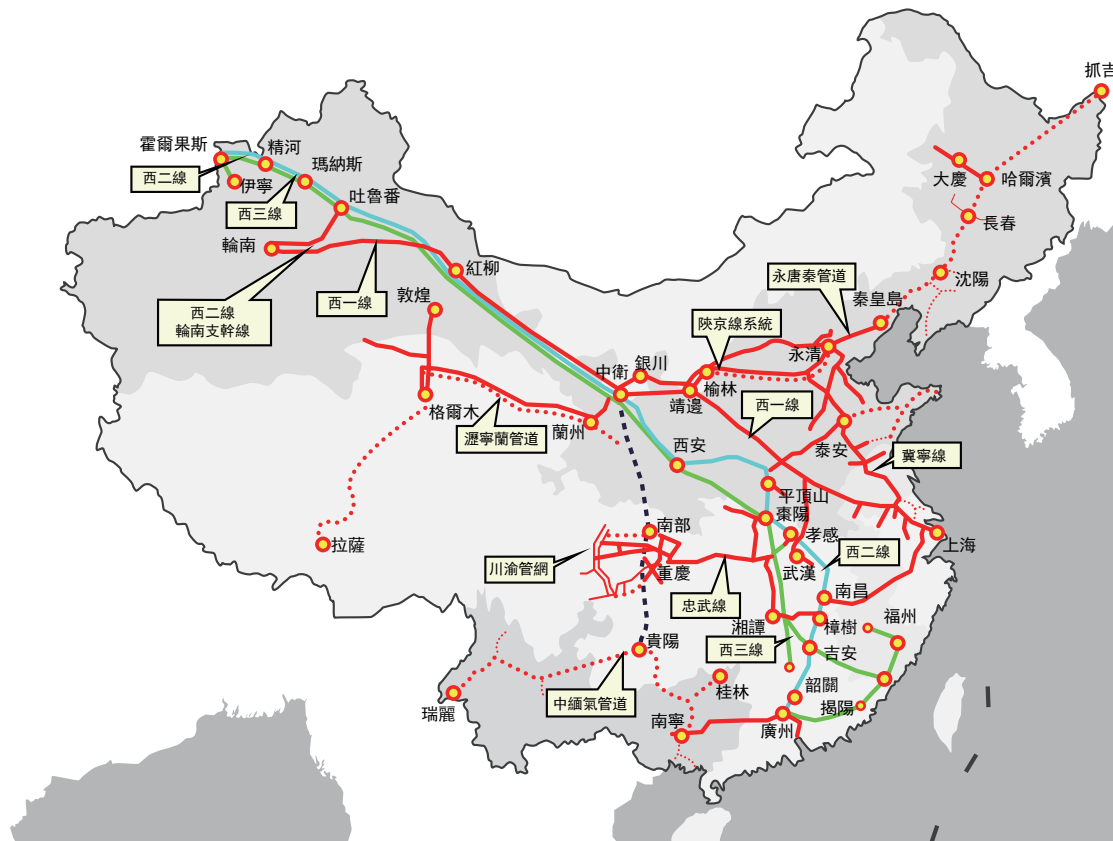 抓吉
霍爾果斯
精河
瑪納斯
西二線
伊寧
吐魯番
西三線
大慶
哈爾濱
長春
輪南
紅柳
沈陽
永唐秦管道
西二線
輪南支幹線
西一線
敦煌
秦皇島
陝京線系統
永清
中衛
銀川
榆林
靖邊
西一線
格爾木
蘭州
澀寧蘭管道
西安
泰安
冀寧線
平頂山
棗陽
南部
孝感
上海
川渝管網
重慶
武漢
西二線
忠武線
南昌
拉薩
湘譚
樟樹
福州
貴陽
西三線
吉安
瑞麗
中緬氣管道
桂林
韶關
揭陽
南寧
廣州